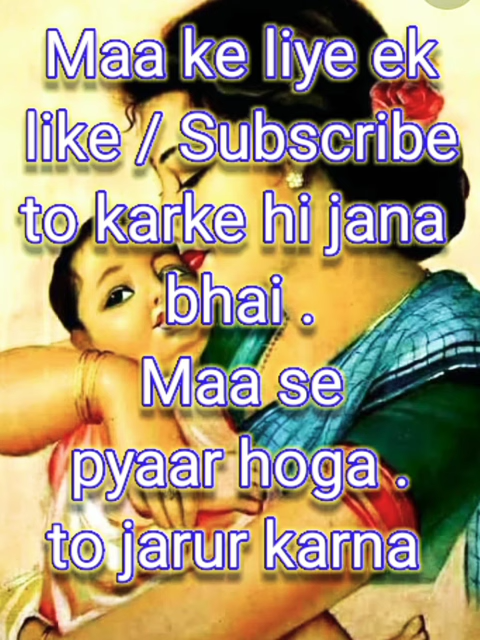 Maa ke liye ek
like / Subscribe
to karke hi jana
bhai .
Maa se
pyaar hoga .
to jarur karna